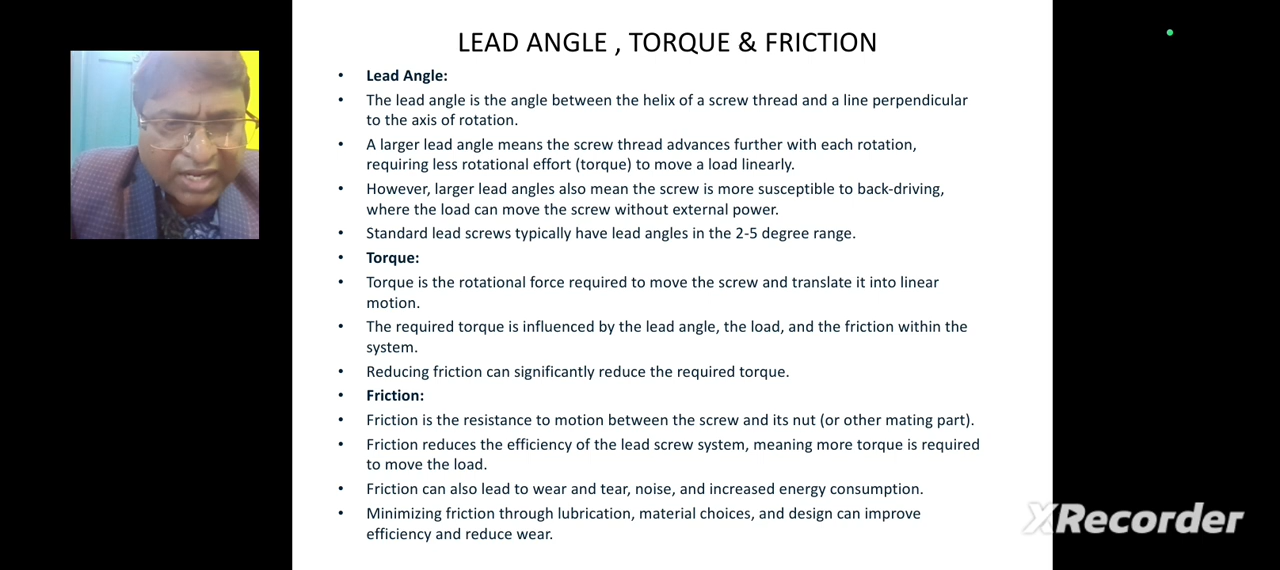 LEAD ANGLE , TORQUE & FRICTION
• Lead Angle:
• The lead angle is the angle between the helix of a screw thread and a line perpendicular
to the axis of rotation.
• A larger lead angle means the screw thread advances further with each rotation,
requiring less rotational effort (torque) to move a load linearly.
• However, larger lead angles also mean the screw is more susceptible to back-driving,
where the load can move the screw without external power.
• Standard lead screws typically have lead angles in the 2-5 degree range.
• Torque:
• Torque is the rotational force required to move the screw and translate it into linear
motion.
• The required torque is influenced by the lead angle, the load, and the friction within the
system.
• Reducing friction can significantly reduce the required torque.
• Friction:
• Friction is the resistance to motion between the screw and its nut (or other mating part).
• Friction reduces the efficiency of the lead screw system, meaning more torque is required
to move the load.
• Friction can also lead to wear and tear, noise, and increased energy consumption.
• Minimizing friction through lubrication, material choices, and design can improve
efficiency and reduce wear.
XRecorder